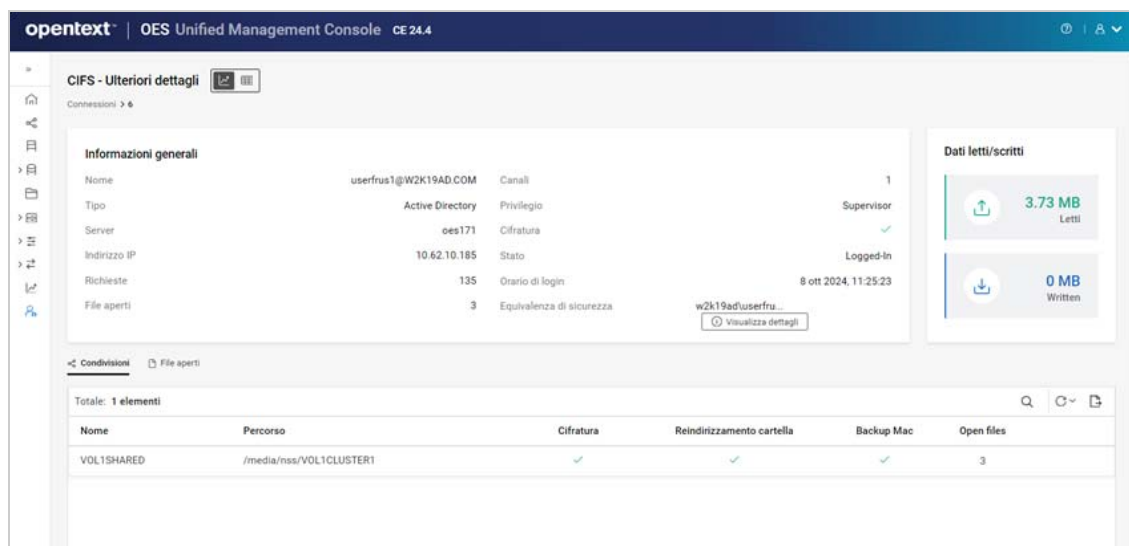 opentext™ | OES Unified Management Console CE 24.4
CIFS - Ulteriori dettagli
Connessioni > 6
Informazioni generali
Nome userfrus1@W2K19AD.COM Canali 1
Tipo Active Directory Privilegio Supervisor
Server oes171 Cifratura ✓
Indirizzo IP 10.62.10.185 Stato Logged-In
Richieste 135 Orario di login 8 ott 2024, 11:25:23
File aperti 3 Equivalenza di sicurezza w2k19ad\userfru...
Visualizza dettagli
Dati letti/scritti
3.73 MB
Letti
0 MB
Written
Condivisioni File aperti
Totale: 1 elementi
Nome Percorso Cifratura Reindirizzamento cartella Backup Mac Open files
VOL1SHARED /media/nss/VOL1CLUSTER1 ✓ ✓ ✓ 3